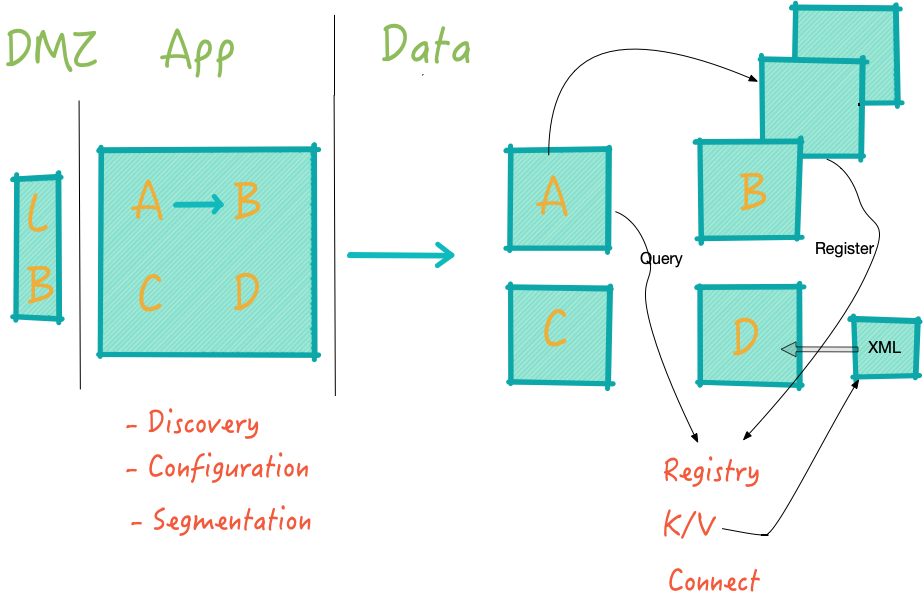 DMZ App Data
L
B
A B
C D
- Discovery
- Configuration
- Segmentation
A
B
Query
Register
C
D
XML
Registry
K/V
Connect